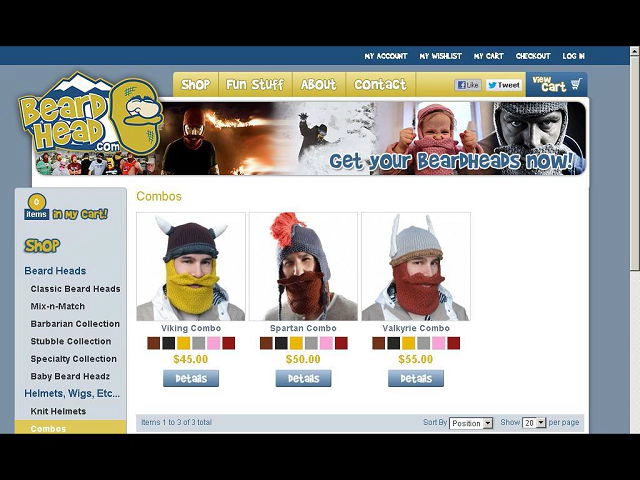 MY ACCOUNT MY WISHLIST MY CART CHECKOUT LOG IN
BEARD HEAD .COM
SHOP FUN STUFF ABOUT CONTACT
Like Tweet
VIEW CART
GET YOUR BEARDHEADS NOW!
0 items IN MY CART!
SHOP
Beard Heads
Classic Beard Heads
Mix-n-Match
Barbarian Collection
Stubble Collection
Specialty Collection
Baby Beard Headz
Helmets, Wigs, Etc...
Knit Helmets
Combos
Combos
Viking Combo Spartan Combo Valkyrie Combo
$45.00 $50.00 $55.00
Details Details Details
Items 1 to 3 of 3 total Sort By Position Show 20 per page